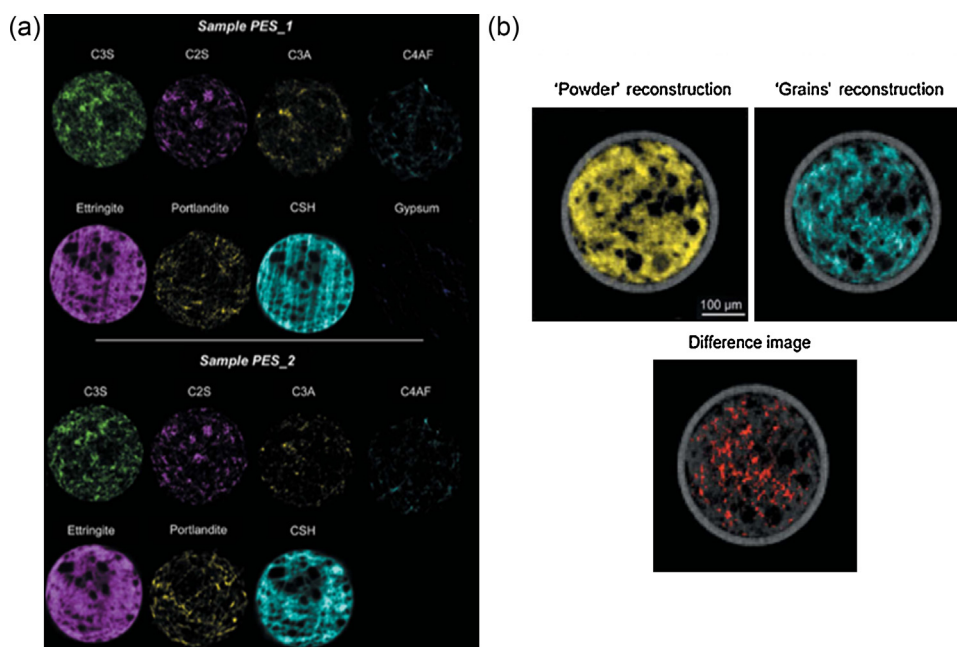 (a)
Sample PES_1
C3S C2S C3A C4AF
Ettringite Portlandite CSH Gypsum
Sample PES_2
C3S C2S C3A C4AF
Ettringite Portlandite CSH
(b)
'Powder' reconstruction 'Grains' reconstruction
100 µm
Difference image